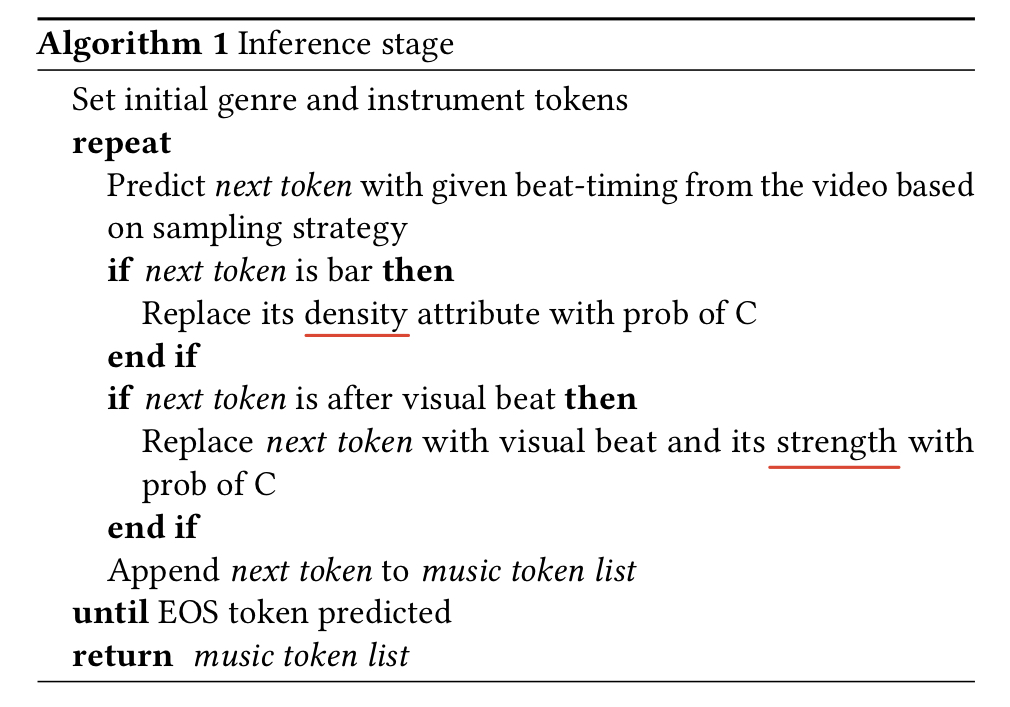 Algorithm 1 Inference stage
Set initial genre and instrument tokens
repeat
Predict next token with given beat-timing from the video based
on sampling strategy
if next token is bar then
Replace its density attribute with prob of C
end if
if next token is after visual beat then
Replace next token with visual beat and its strength with
prob of C
end if
Append next token to music token list
until EOS token predicted
return music token list